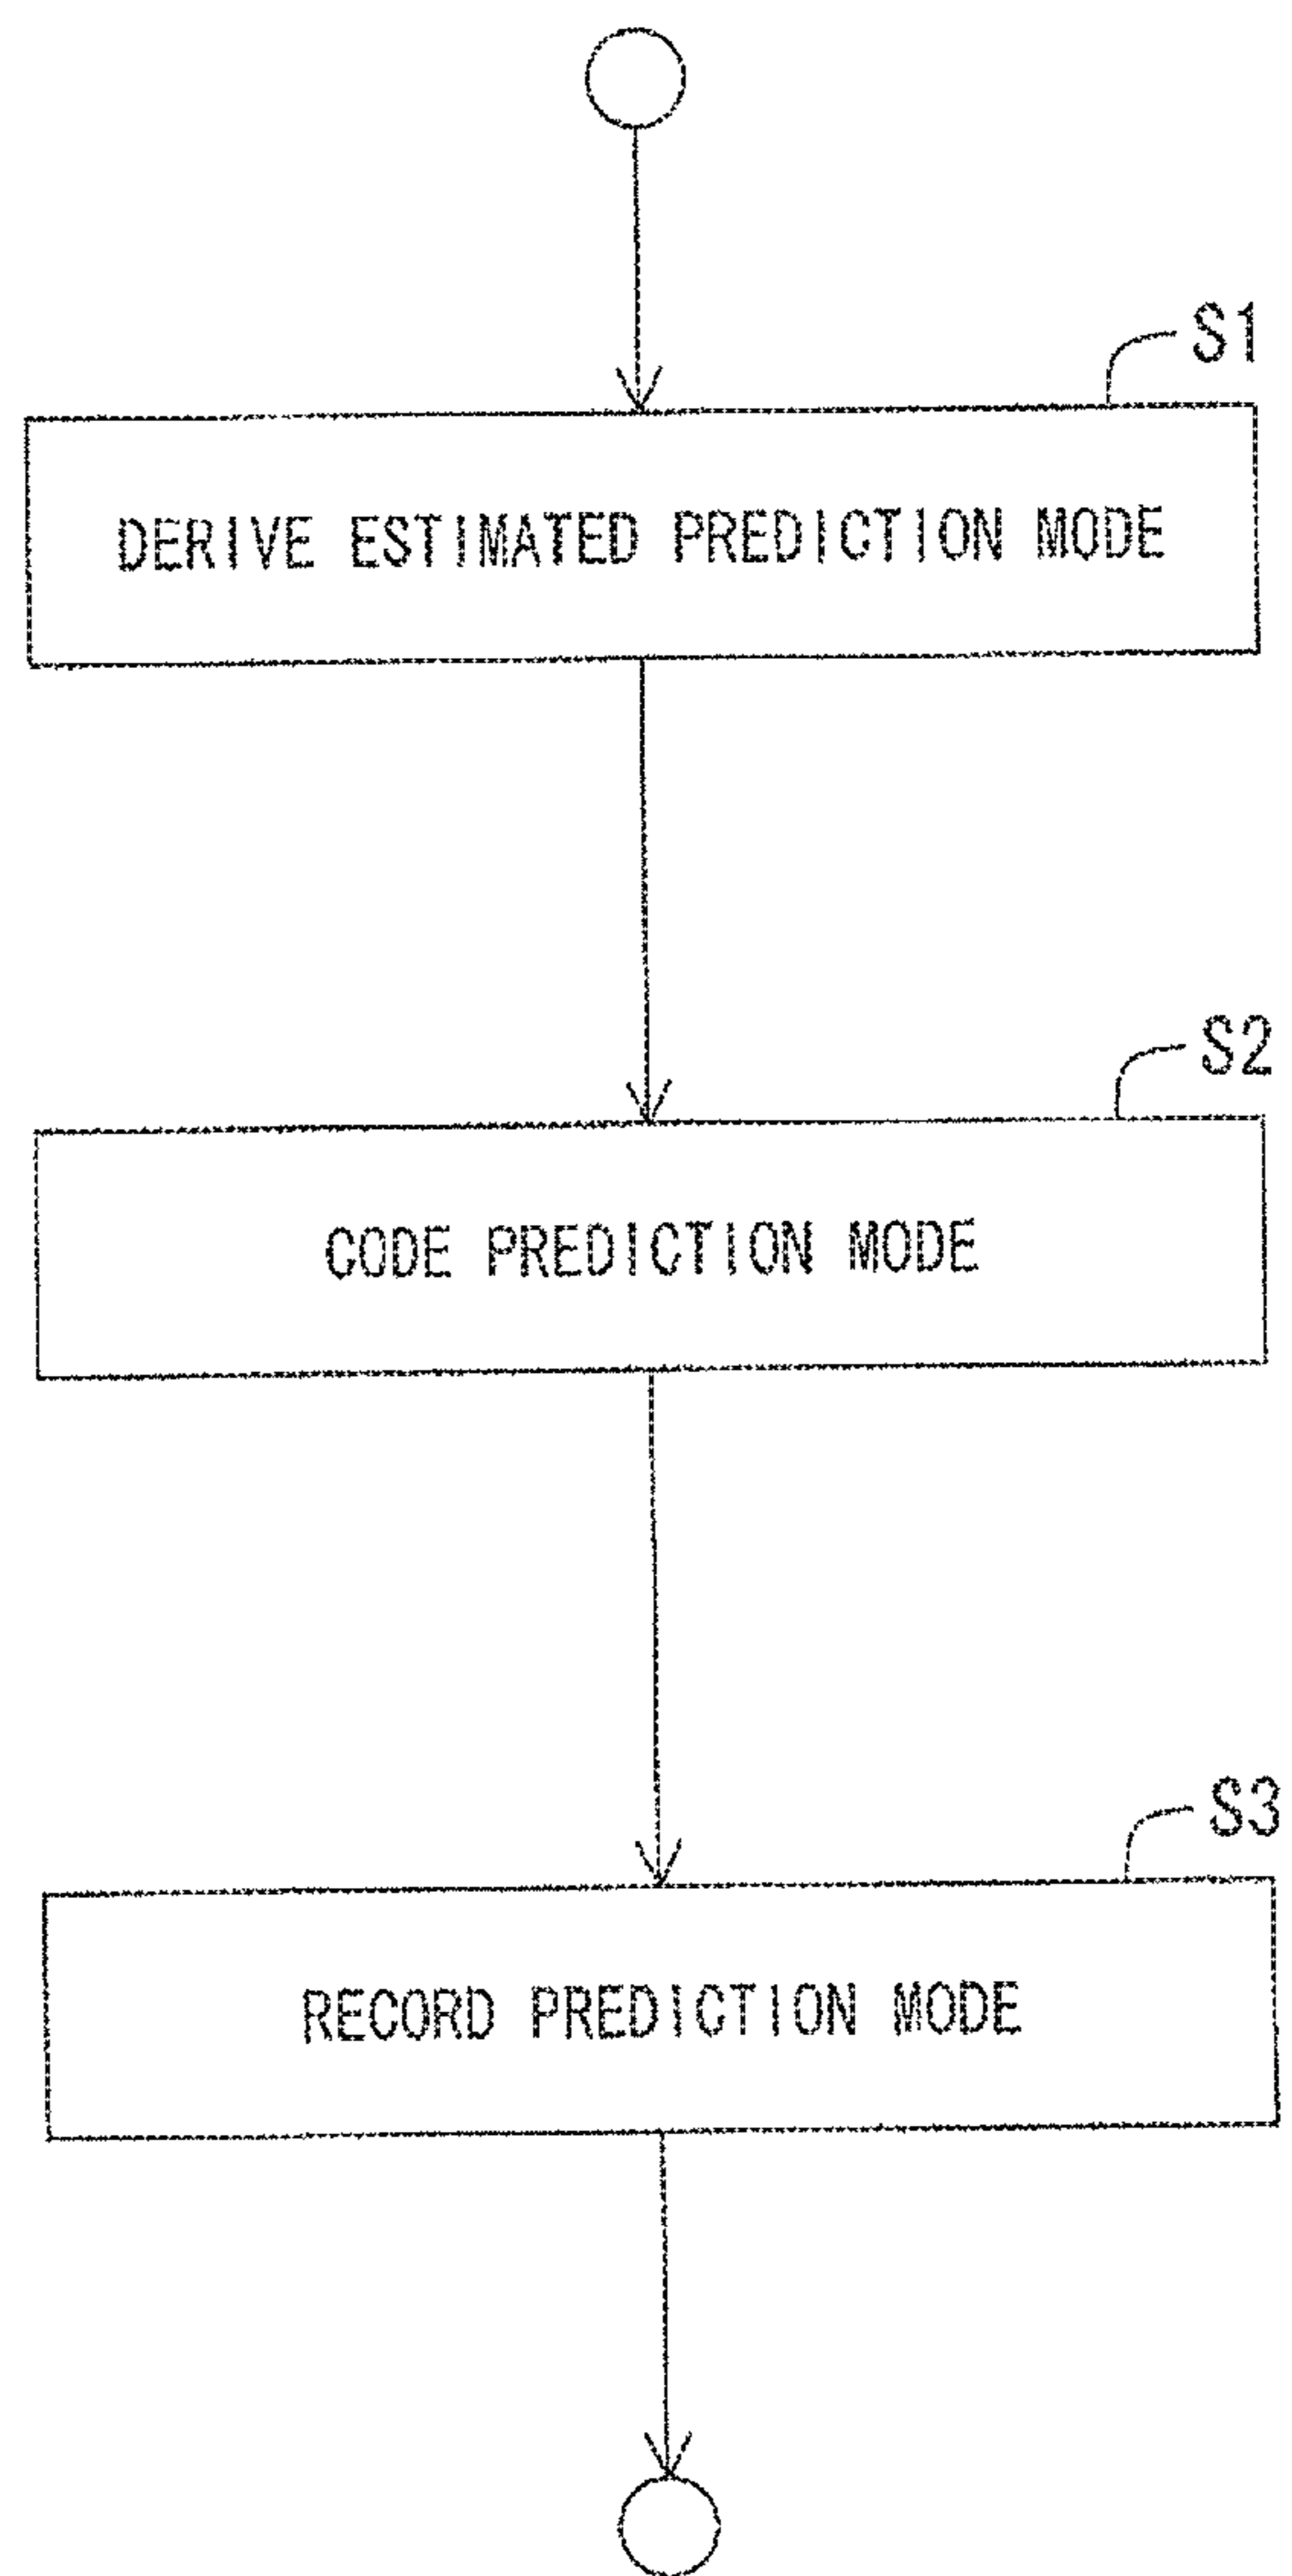 S1
DERIVE ESTIMATED PREDICTION MODE
S2
CODE PREDICTION MODE
S3
RECORD PREDICTION MODE